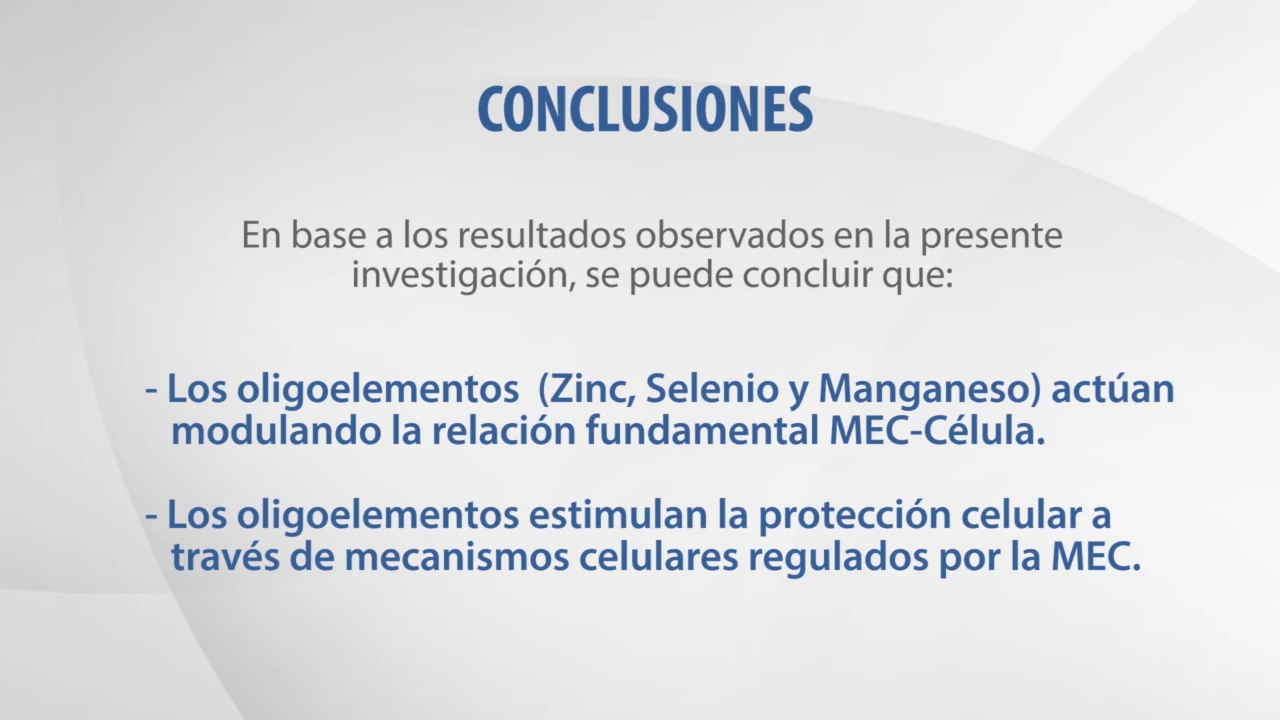 CONCLUSIONES
En base a los resultados observados en la presente
investigación, se puede concluir que:
- Los oligoelementos (Zinc, Selenio y Manganeso) actúan
modulando la relación fundamental MEC-Célula.
- Los oligoelementos estimulan la protección celular a
través de mecanismos celulares regulados por la MEC.